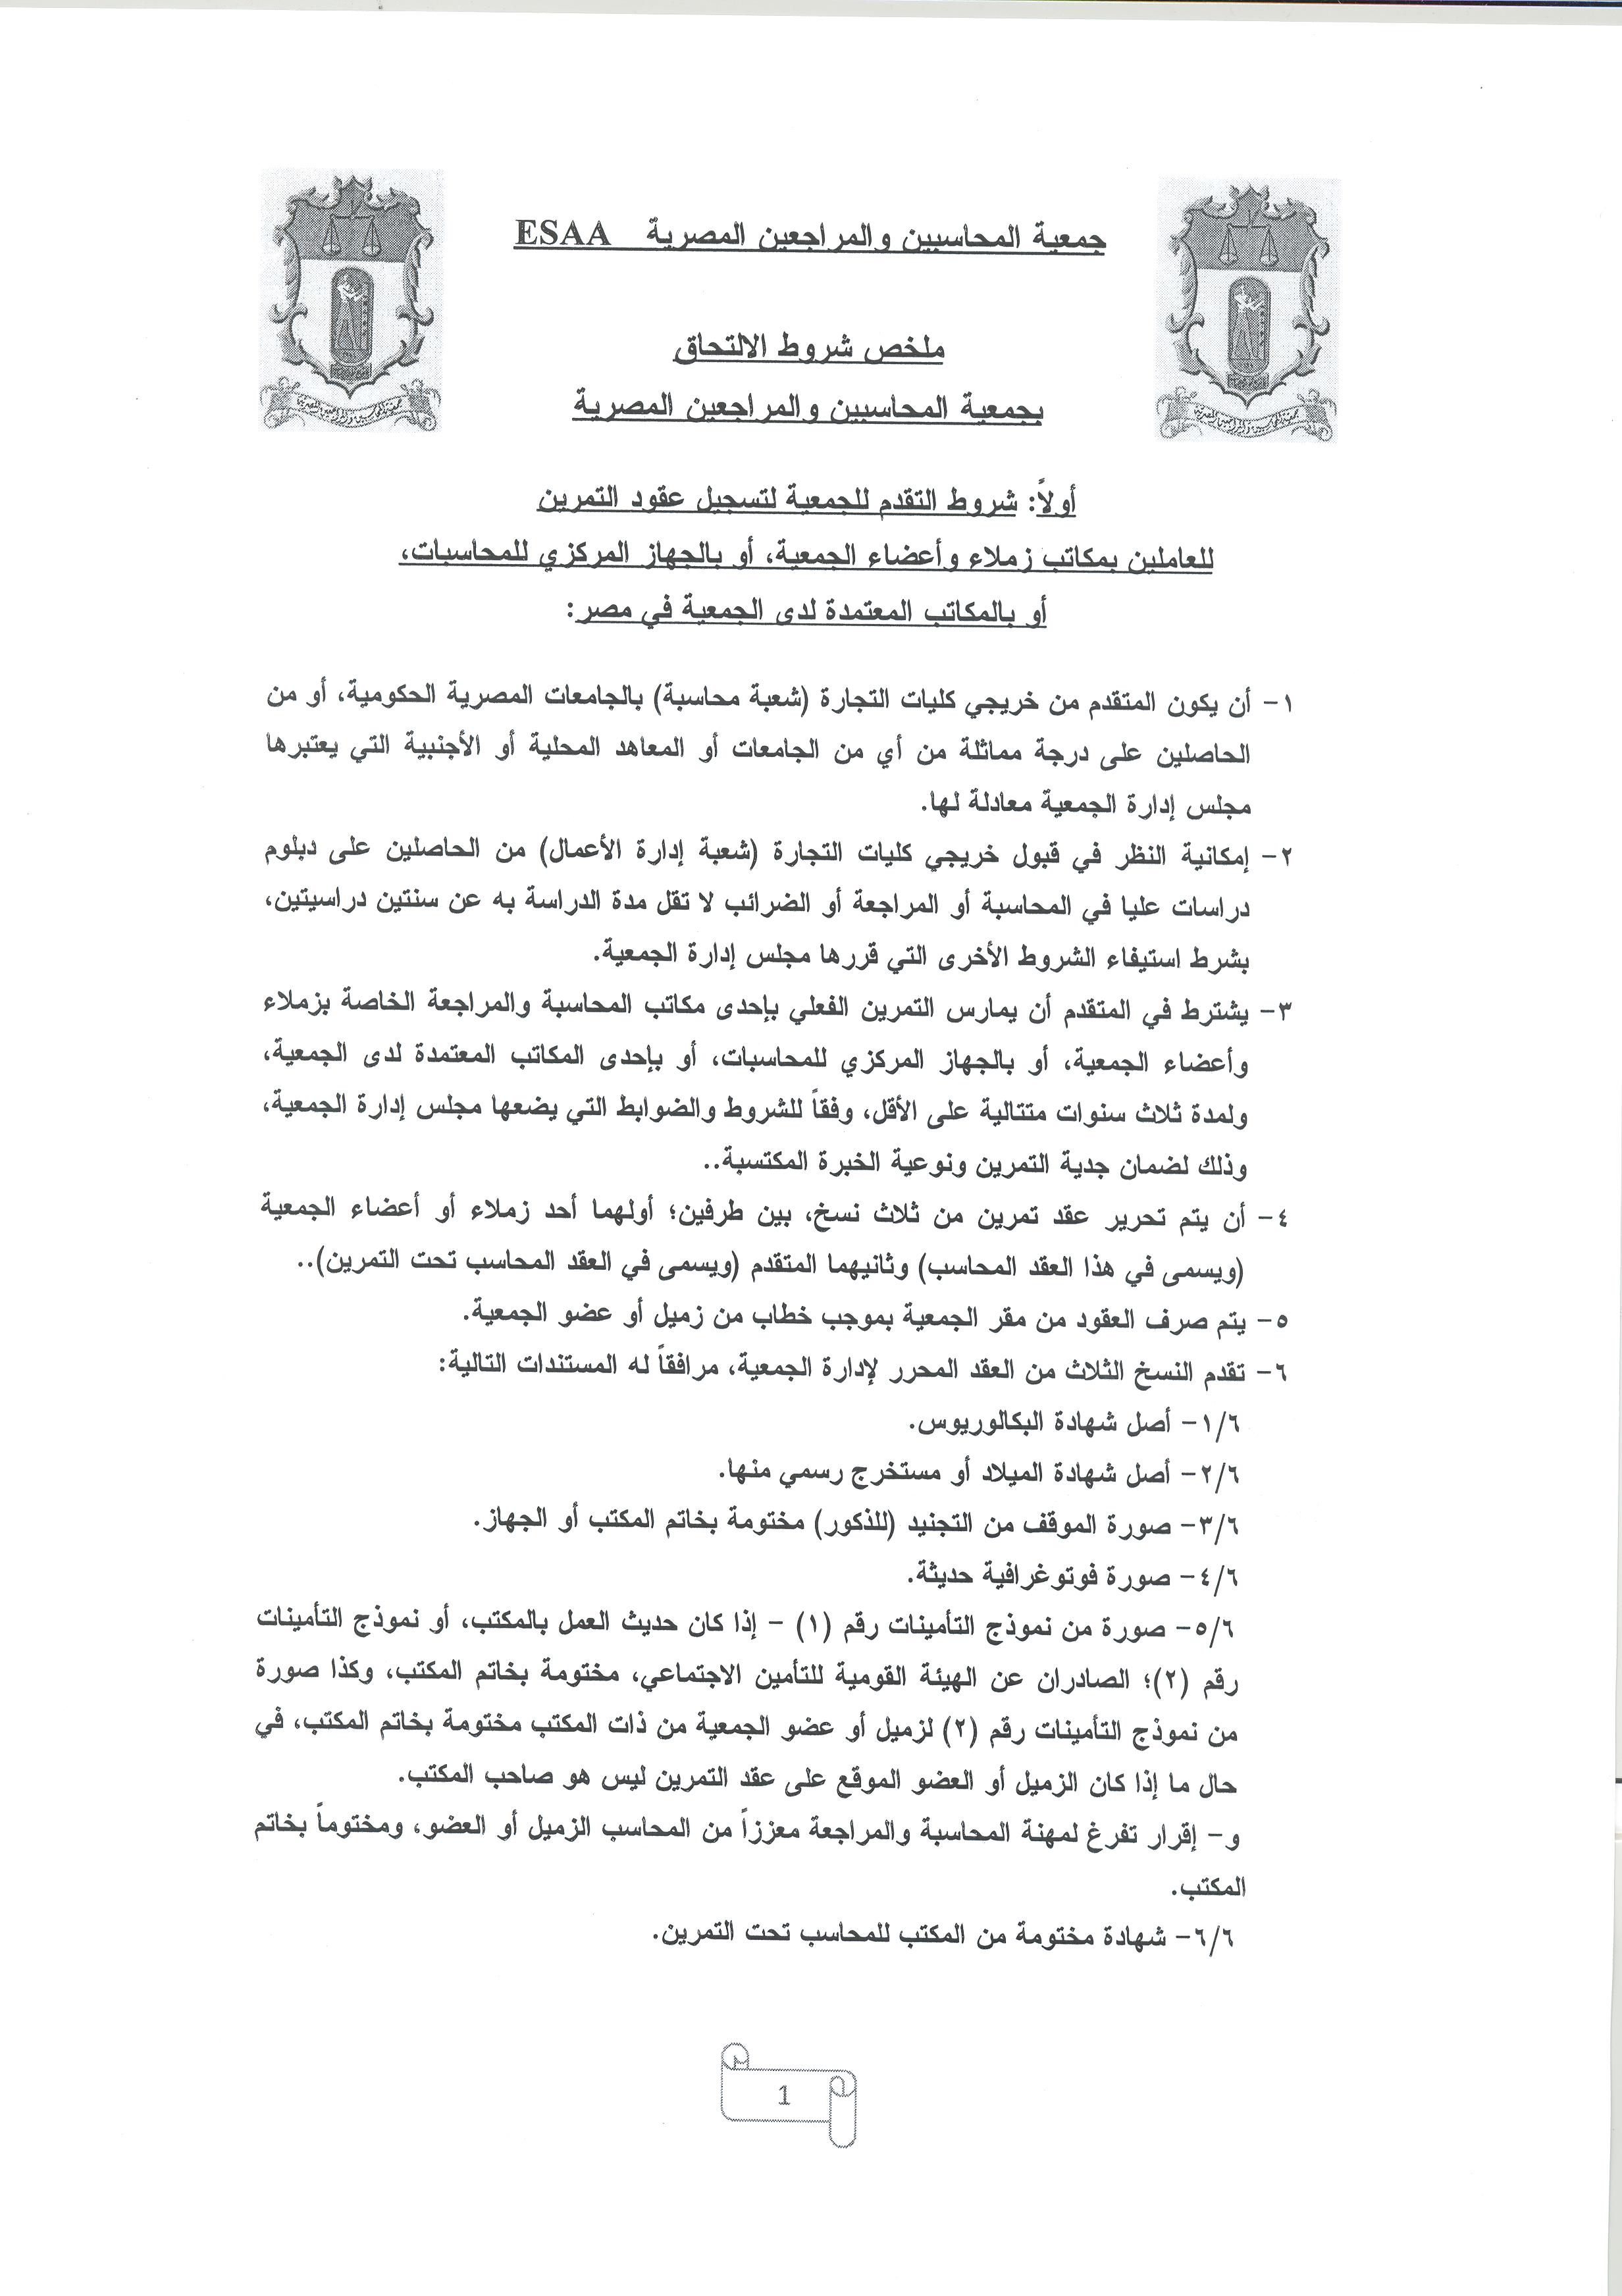 جمعية المحاسبين والمراجعين المصرية ESAA
ملخص شروط الالتحاق
بجمعية المحاسبين والمراجعين المصرية
أولاً: شروط التقدم للجمعية لتسجيل عقود التمرين
للعاملين بمكاتب زملاء وأعضاء الجمعية، أو بالجهاز المركزي للمحاسبات،
أو بالمكاتب المعتمدة لدى الجمعية في مصر:
١- أن يكون المتقدم من خريجي كليات التجارة (شعبة محاسبة) بالجامعات المصرية الحكومية، أو من
الحاصلين على درجة مماثلة من أي من الجامعات أو المعاهد المحلية أو الأجنبية التي يعتبرها
مجلس إدارة الجمعية معادلة لها.
٢- إمكانية النظر في قبول خريجي كليات التجارة (شعبة إدارة الأعمال) من الحاصلين على دبلوم
دراسات عليا في المحاسبة أو المراجعة أو الضرائب لا تقل مدة الدراسة به عن سنتين دراسيتين،
بشرط استيفاء الشروط الأخرى التي قررها مجلس إدارة الجمعية.
٣- يشترط في المتقدم أن يمارس التمرين الفعلي بإحدى مكاتب المحاسبة والمراجعة الخاصة بزملاء
وأعضاء الجمعية، أو بالجهاز المركزي للمحاسبات، أو بإحدى المكاتب المعتمدة لدى الجمعية،
ولمدة ثلاث سنوات متتالية على الأقل، وفقاً للشروط والضوابط التي يضعها مجلس إدارة الجمعية،
وذلك لضمان جدية التمرين ونوعية الخبرة المكتسبة..
٤- أن يتم تحرير عقد تمرين من ثلاث نسخ، بين طرفين؛ أولهما أحد زملاء أو أعضاء الجمعية
(ويسمى في هذا العقد المحاسب) وثانيهما المتقدم (ويسمى في العقد المحاسب تحت التمرين)..
٥- يتم صرف العقود من مقر الجمعية بموجب خطاب من زميل أو عضو الجمعية.
٦- تقدم النسخ الثلاث من العقد المحرر لإدارة الجمعية، مرافقاً له المستندات التالية:
١/٦- أصل شهادة البكالوريوس.
٢/٦- أصل شهادة الميلاد أو مستخرج رسمي منها.
٣/٦- صورة الموقف من التجنيد (للذكور) مختومة بخاتم المكتب أو الجهاز.
٤/٦- صورة فوتوغرافية حديثة.
٥/٦- صورة من نموذج التأمينات رقم (١) - إذا كان حديث العمل بالمكتب، أو نموذج التأمينات
رقم (٢)؛ الصادران عن الهيئة القومية للتأمين الاجتماعي، مختومة بخاتم المكتب، وكذا صورة
من نموذج التأمينات رقم (٢) لزميل أو عضو الجمعية من ذات المكتب مختومة بخاتم المكتب، في
حال ما إذا كان الزميل أو العضو الموقع على عقد التمرين ليس هو صاحب المكتب.
و- إقرار تفرغ لمهنة المحاسبة والمراجعة معززاً من المحاسب الزميل أو العضو، ومختوماً بخاتم
المكتب.
٦/٦- شهادة مختومة من المكتب للمحاسب تحت التمرين.
1